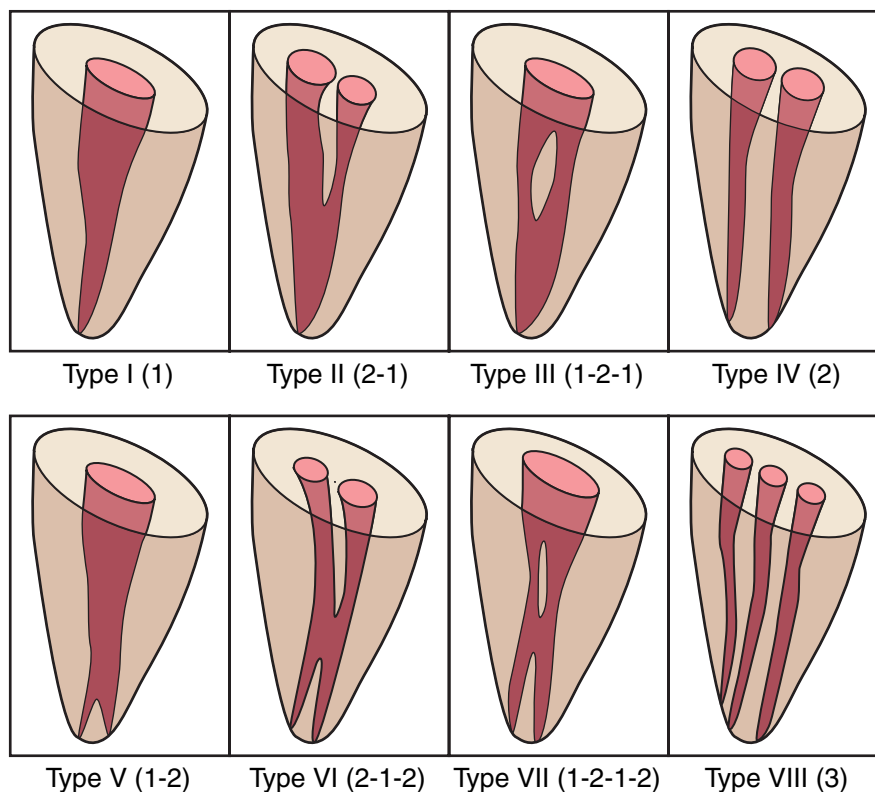 Type I (1)
Type II (2-1)
Type III (1-2-1)
Type IV (2)
Type V (1-2)
Type VI (2-1-2)
Type VII (1-2-1-2)
Type VIII (3)